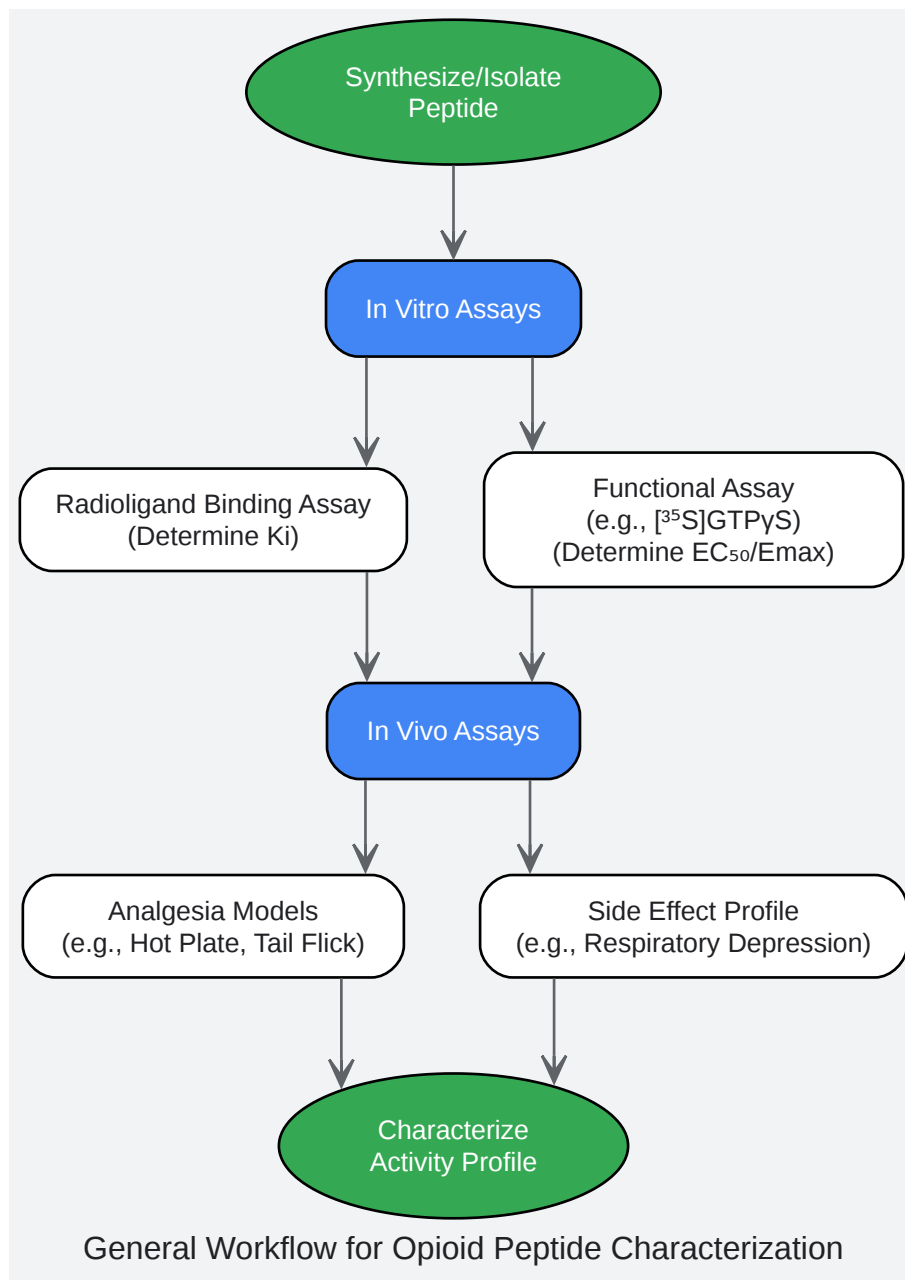 Synthesize/Isolate
Peptide
In Vitro Assays
Radioligand Binding Assay
(Determine Ki)
Functional Assay
(e.g., [³⁵S]GTPγS)
(Determine EC₅₀/Emax)
In Vivo Assays
Analgesia Models
(e.g., Hot Plate, Tail Flick)
Side Effect Profile
(e.g., Respiratory Depression)
Characterize
Activity Profile
General Workflow for Opioid Peptide Characterization